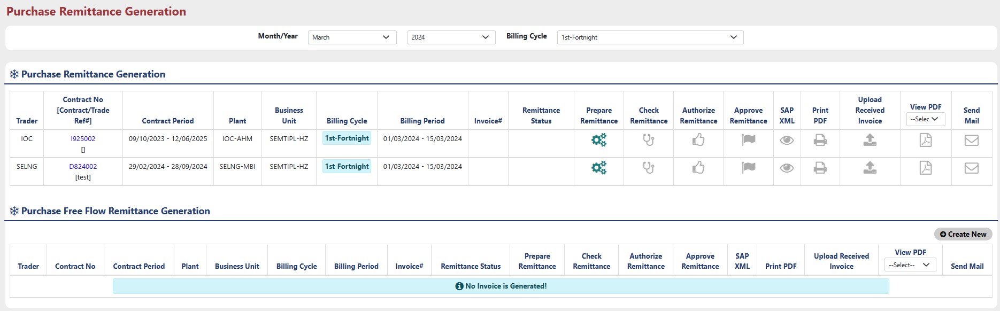 Purchase Remittance Generation
Month/Year March 2024 Billing Cycle 1st-Fortnight
Purchase Remittance Generation
Trader Contract No [Contract/Trade Ref#] Contract Period Plant Business Unit Billing Cycle Billing Period Invoice# Remittance Status Prepare Remittance Check Remittance Authorize Remittance Approve Remittance SAP XML Print PDF Upload Received Invoice View PDF --Selec Send Mail
IOC I925002 [] 09/10/2023 - 12/06/2025 IOC-AHM SEMTIPL-HZ 1st-Fortnight 01/03/2024 - 15/03/2024
SELNG D824002 [test] 29/02/2024 - 28/09/2024 SELNG-MBI SEMTIPL-HZ 1st-Fortnight 01/03/2024 - 15/03/2024
Purchase Free Flow Remittance Generation
Create New
Trader Contract No Contract Period Plant Business Unit Billing Cycle Billing Period Invoice# Remittance Status Prepare Remittance Check Remittance Authorize Remittance Approve Remittance SAP XML Print PDF Upload Received Invoice View PDF --Select-- Send Mail
No Invoice is Generated!